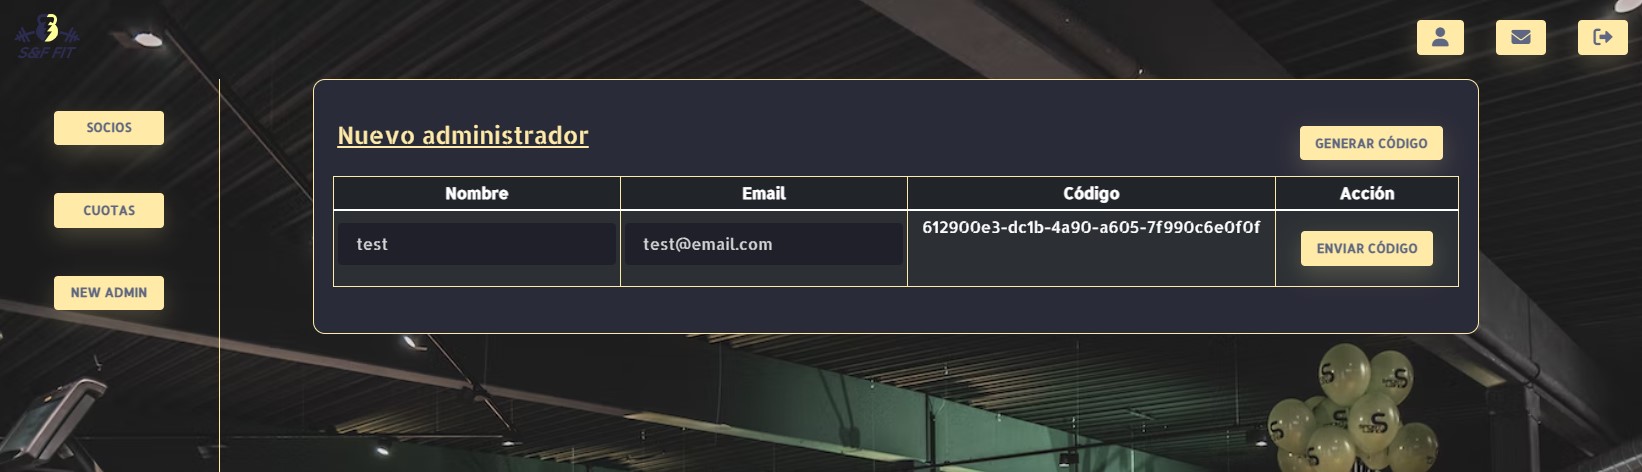 S&F FIT
SOCIOS
CUOTAS
NEW ADMIN
Nuevo administrador
GENERAR CÓDIGO
Nombre Email Código Acción
test test@email.com 612900e3-dc1b-4a90-a605-7f990c6e0f0f ENVIAR CÓDIGO